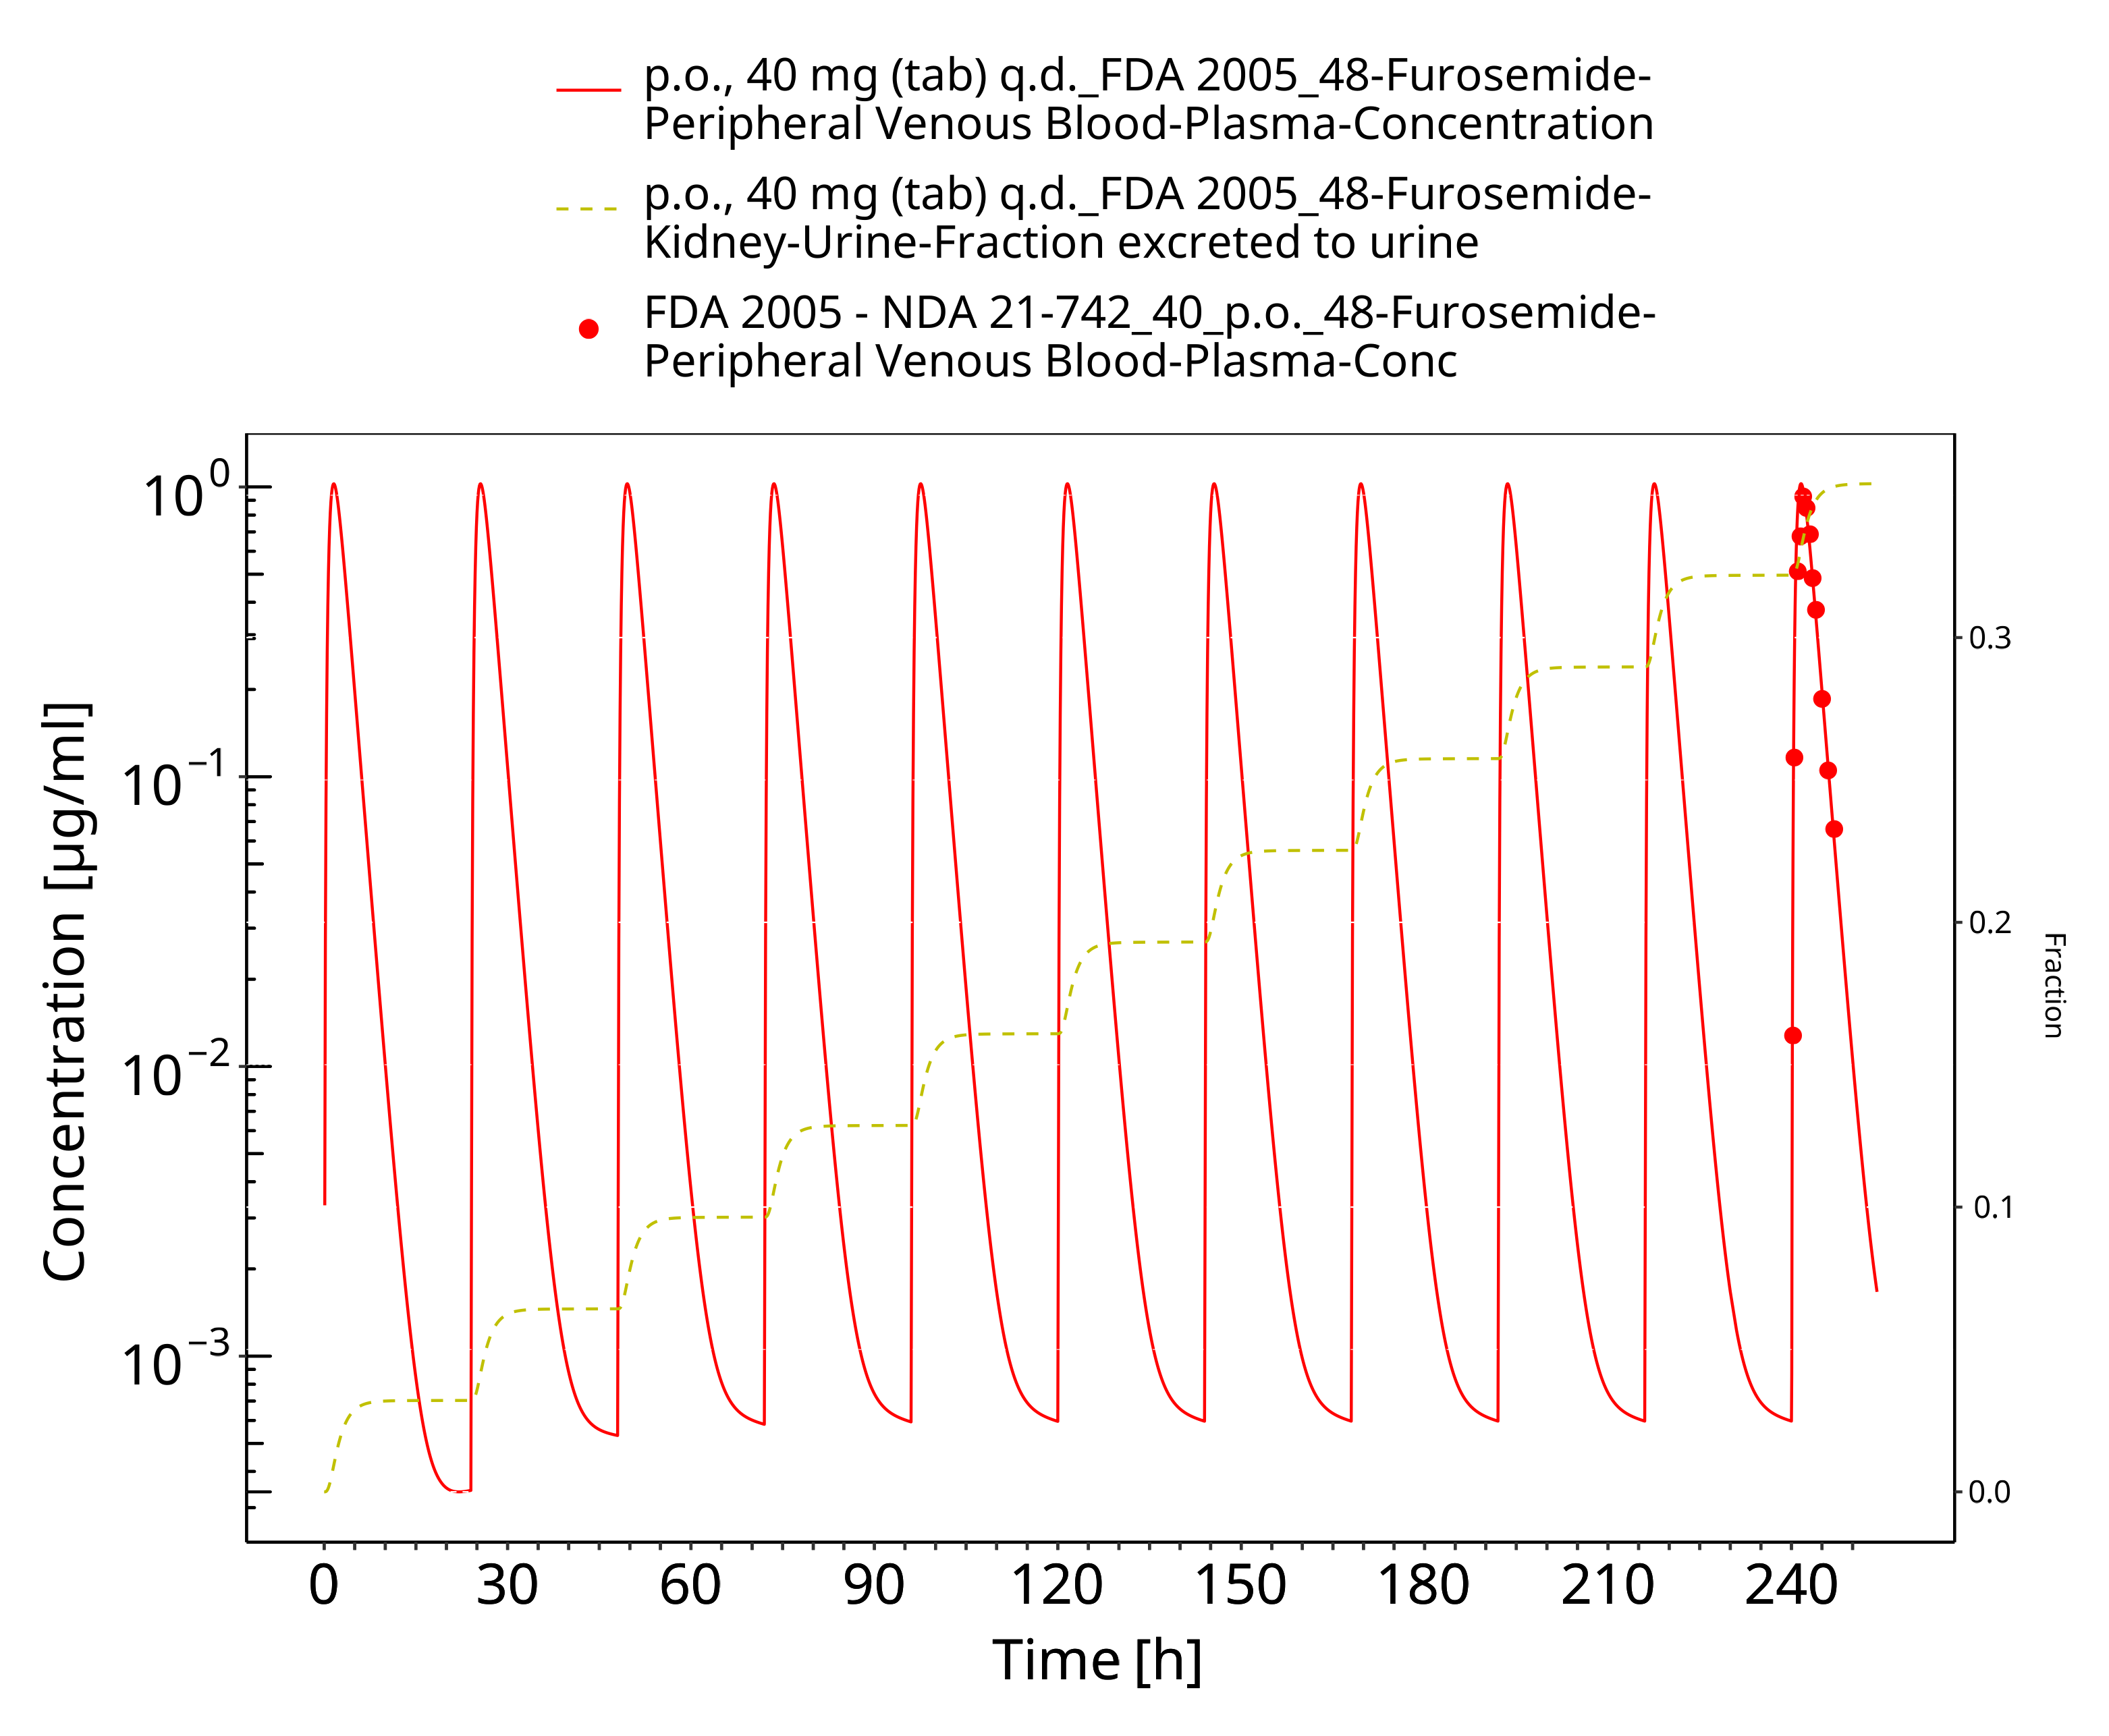 p.o., 40 mg (tab) q.d._FDA 2005_48-Furosemide-
Peripheral Venous Blood-Plasma-Concentration
p.o., 40 mg (tab) q.d._FDA 2005_48-Furosemide-
Kidney-Urine-Fraction excreted to urine
FDA 2005 - NDA 21-742_40_p.o._48-Furosemide-
Peripheral Venous Blood-Plasma-Conc
10⁰
10⁻¹
10⁻²
10⁻³
Concentration [µg/ml]
0.3
0.2
0.1
0.0
Fraction
0 30 60 90 120 150 180 210 240
Time [h]